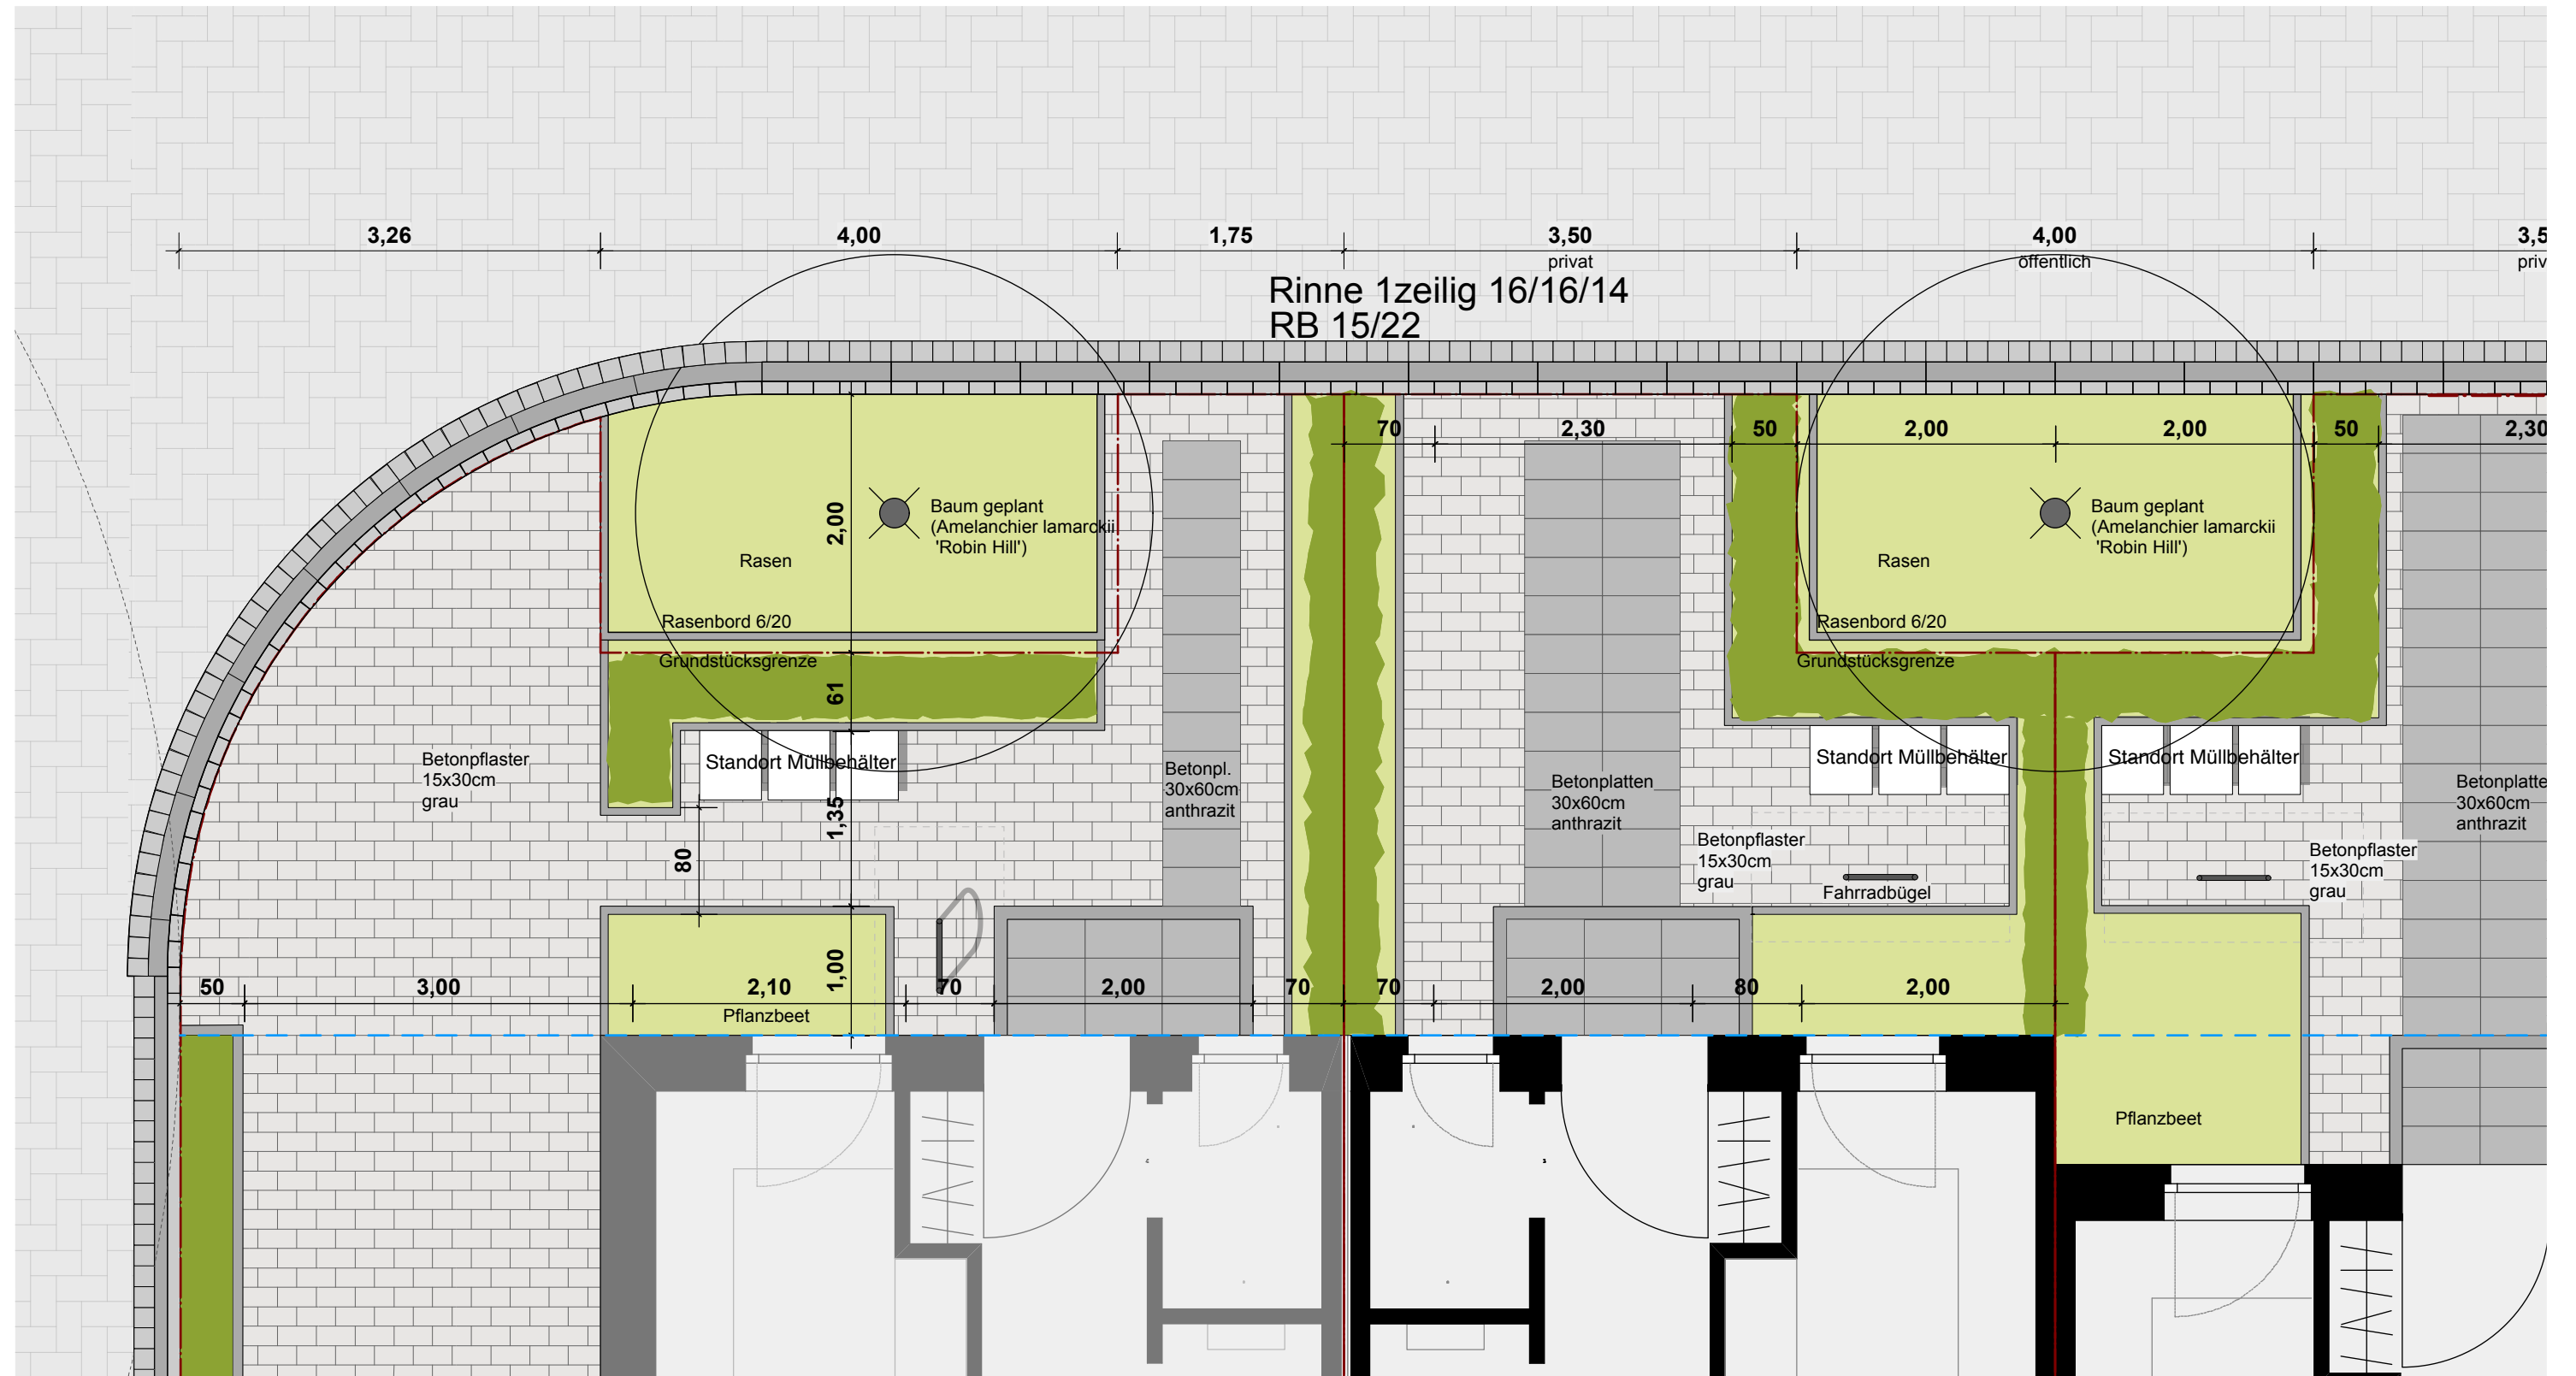 3,26
4,00
1,75
3,50
4,00
3,5
privat
öffentlich
priv
Rinne 1zeilig 16/16/14
RB 15/22
70
2,30
50
2,00
2,00
50
2,30
2,00
Baum geplant
(Amelanchier lamarckii
'Robin Hill')
Rasen
Baum geplant
(Amelanchier lamarckii
'Robin Hill')
Rasen
Rasenbord 6/20
Rasenbord 6/20
Grundstücksgrenze
Grundstücksgrenze
61
Standort Müllbehälter
Standort Müllbehälter
Standort Müllbehälter
Betonpflaster
15x30cm
grau
Betonpl.
30x60cm
anthrazit
Betonplatten
30x60cm
anthrazit
Betonplatte
30x60cm
anthrazit
1,35
80
Betonpflaster
15x30cm
grau
Betonpflaster
15x30cm
grau
Fahrradbügel
1,00
50
3,00
2,10
70
2,00
70
70
2,00
80
2,00
Pflanzbeet
Pflanzbeet